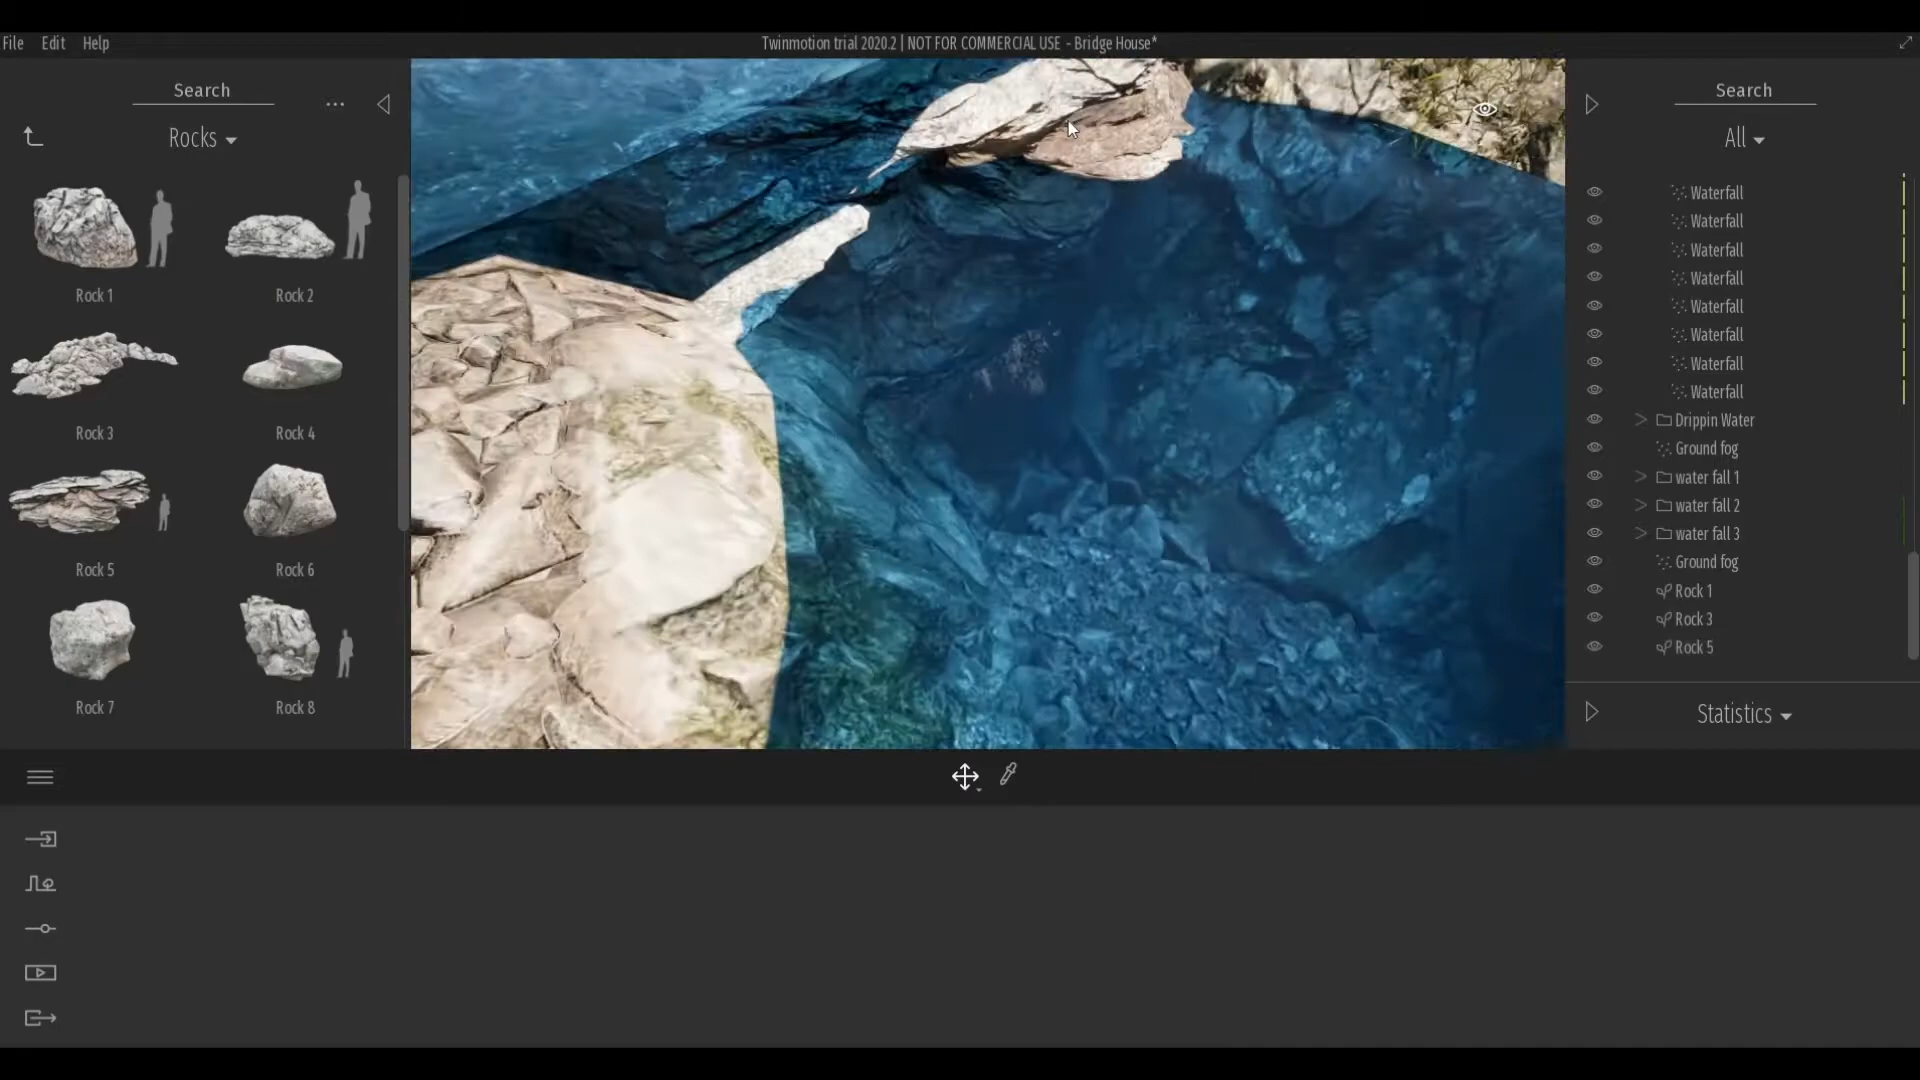 File Edit Help
Twinmotion trial 2020.2 | NOT FOR COMMERCIAL USE - Bridge House*
Search
Rocks
Rock 1
Rock 2
Rock 3
Rock 4
Rock 5
Rock 6
Rock 7
Rock 8
Search
All
Waterfall
Waterfall
Waterfall
Waterfall
Waterfall
Waterfall
Waterfall
Waterfall
Drippin Water
Ground fog
water fall 1
water fall 2
water fall 3
Ground fog
Rock 1
Rock 3
Rock 5
Statistics